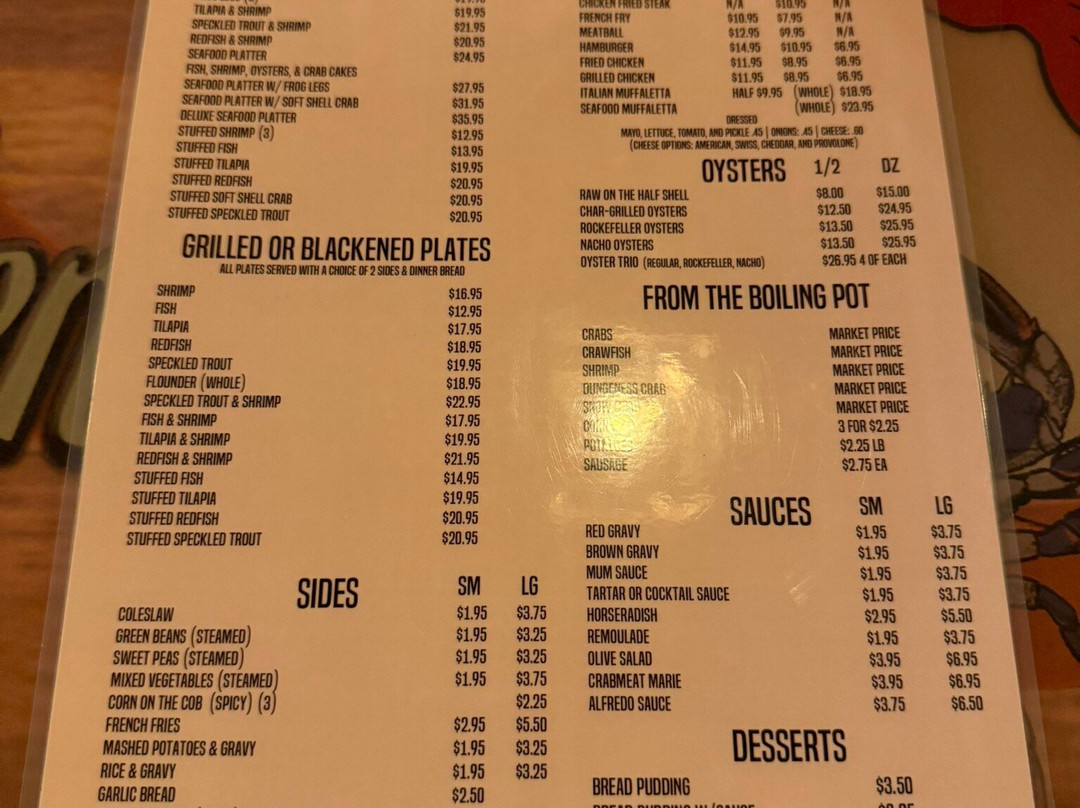 TILAPIA & SHRIMP $19.95
SPECKLED TROUT & SHRIMP $21.95
REDFISH & SHRIMP $20.95
SEAFOOD PLATTER $24.95
FISH, SHRIMP, OYSTERS, & CRAB CAKES
SEAFOOD PLATTER W/ FROG LEGS $27.95
SEAFOOD PLATTER W/ SOFT SHELL CRAB $31.95
DELUXE SEAFOOD PLATTER $35.95
STUFFED SHRIMP (3) $12.95
STUFFED FISH $13.95
STUFFED TILAPIA $19.95
STUFFED REDFISH $20.95
STUFFED SOFT SHELL CRAB $20.95
STUFFED SPECKLED TROUT $20.95
GRILLED OR BLACKENED PLATES
ALL PLATES SERVED WITH A CHOICE OF 2 SIDES & DINNER BREAD
SHRIMP $16.95
FISH $12.95
TILAPIA $17.95
REDFISH $18.95
SPECKLED TROUT $19.95
FLOUNDER (WHOLE) $18.95
SPECKLED TROUT & SHRIMP $22.95
FISH & SHRIMP $17.95
TILAPIA & SHRIMP $19.95
REDFISH & SHRIMP $21.95
STUFFED FISH $14.95
STUFFED TILAPIA $19.95
STUFFED REDFISH $20.95
STUFFED SPECKLED TROUT $20.95
SIDES SM LG
COLESLAW $1.95 $3.75
GREEN BEANS (STEAMED) $1.95 $3.25
SWEET PEAS (STEAMED) $1.95 $3.25
MIXED VEGETABLES (STEAMED) $1.95 $3.75
CORN ON THE COB (SPICY) (3) $2.25
FRENCH FRIES $2.95 $5.50
MASHED POTATOES & GRAVY $1.95 $3.25
RICE & GRAVY $1.95 $3.25
GARLIC BREAD $2.50
CHICKEN FRIED STEAK N/A $10.95 N/A
FRENCH FRY $10.95 $7.95 N/A
MEATBALL $12.95 $9.95 N/A
HAMBURGER $14.95 $10.95 $6.95
FRIED CHICKEN $11.95 $8.95 $6.95
GRILLED CHICKEN $11.95 $8.95 $6.95
ITALIAN MUFFALETTA HALF $9.95 (WHOLE) $18.95
SEAFOOD MUFFALETTA (WHOLE) $23.95
DRESSED
MAYO, LETTUCE, TOMATO, AND PICKLE .45 | ONIONS: .45 | CHEESE: .60
(CHEESE OPTIONS: AMERICAN, SWISS, CHEDDAR, AND PROVOLONE)
OYSTERS 1/2 DZ
RAW ON THE HALF SHELL $8.00 $15.00
CHAR-GRILLED OYSTERS $12.50 $24.95
ROCKEFELLER OYSTERS $13.50 $25.95
NACHO OYSTERS $13.50 $25.95
OYSTER TRIO (REGULAR, ROCKEFELLER, NACHO) $26.95 4 OF EACH
FROM THE BOILING POT
CRABS MARKET PRICE
CRAWFISH MARKET PRICE
SHRIMP MARKET PRICE
DUNGENESS CRAB MARKET PRICE
SNOW MARKET PRICE
3 FOR $2.25
$2.25 LB
SAUSAGE $2.75 EA
SAUCES SM LG
RED GRAVY $1.95 $3.75
BROWN GRAVY $1.95 $3.75
MUM SAUCE $1.95 $3.75
TARTAR OR COCKTAIL SAUCE $1.95 $3.75
HORSERADISH $2.95 $5.50
REMOULADE $1.95 $3.75
OLIVE SALAD $3.95 $6.95
CRABMEAT MARIE $3.95 $6.95
ALFREDO SAUCE $3.75 $6.50
DESSERTS
BREAD PUDDING $3.50